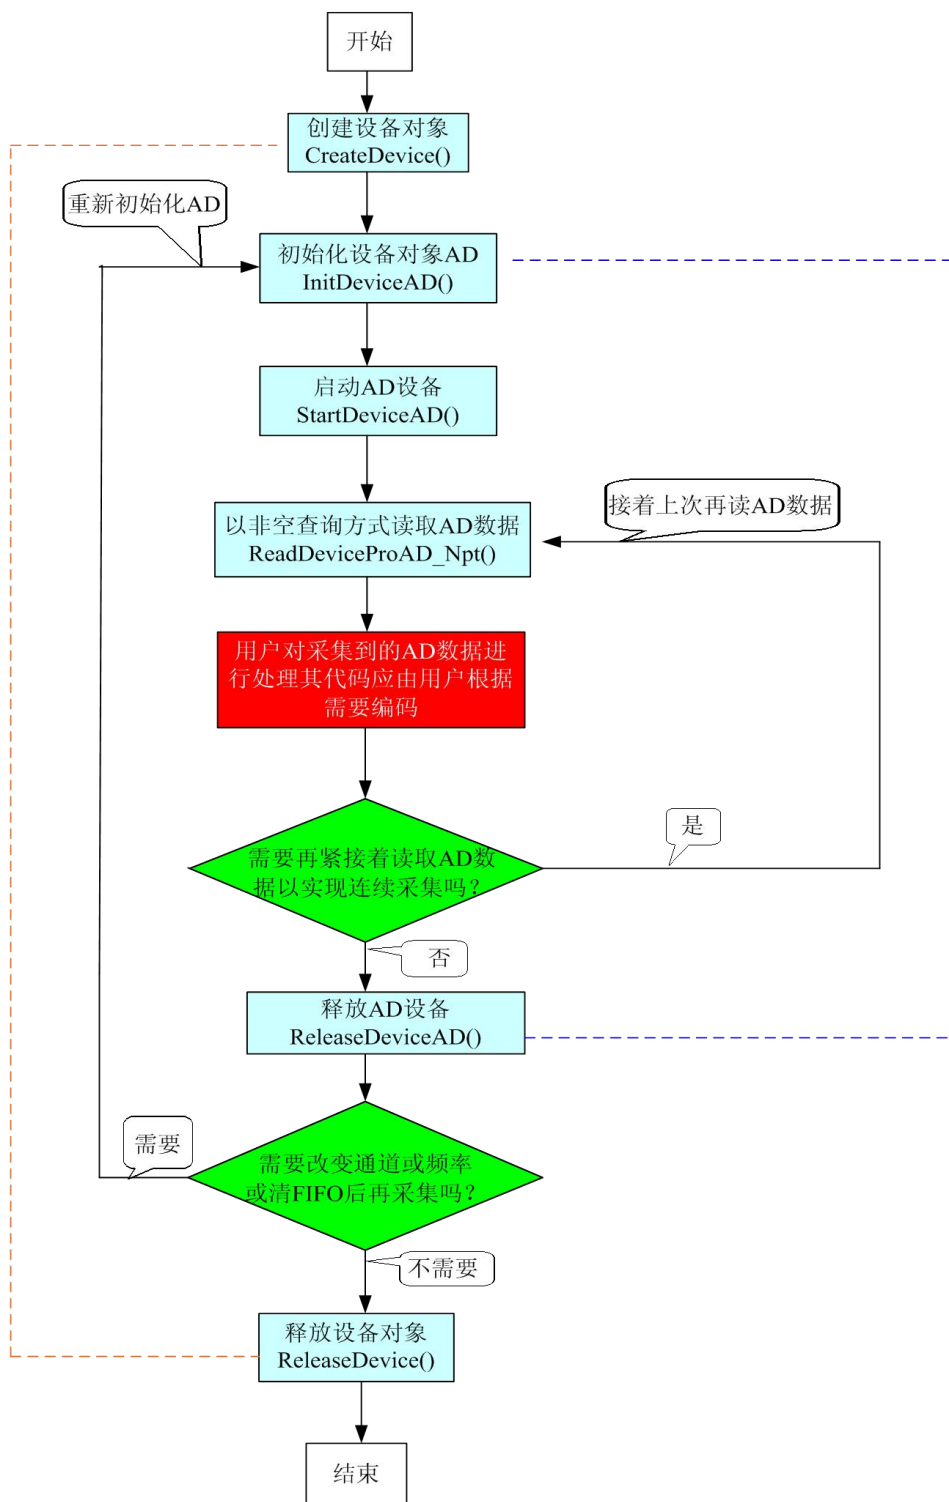 开始
创建设备对象
CreateDevice()
重新初始化AD
初始化设备对象AD
InitDeviceAD()
启动AD设备
StartDeviceAD()
接着上次再读AD数据
以非空查询方式读取AD数据
ReadDeviceProAD_Npt()
用户对采集到的AD数据进
行处理其代码应由用户根据
需要编码
是
需要再紧接着读取AD数
据以实现连续采集吗？
否
释放AD设备
ReleaseDeviceAD()
需要
需要改变通道或频率
或清FIFO后再采集吗？
不需要
释放设备对象
ReleaseDevice()
结束